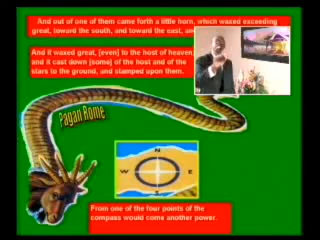 And out of one of them came forth a little horn, which waxed exceeding
great, toward the south, and toward the east, an
And it waxed great, [even] to the host of heaven;
and it cast down [some] of the host and of the
stars to the ground, and stamped upon them.
Pagan Rome
N
W E
S
From one of the four points of the
compass would come another power.